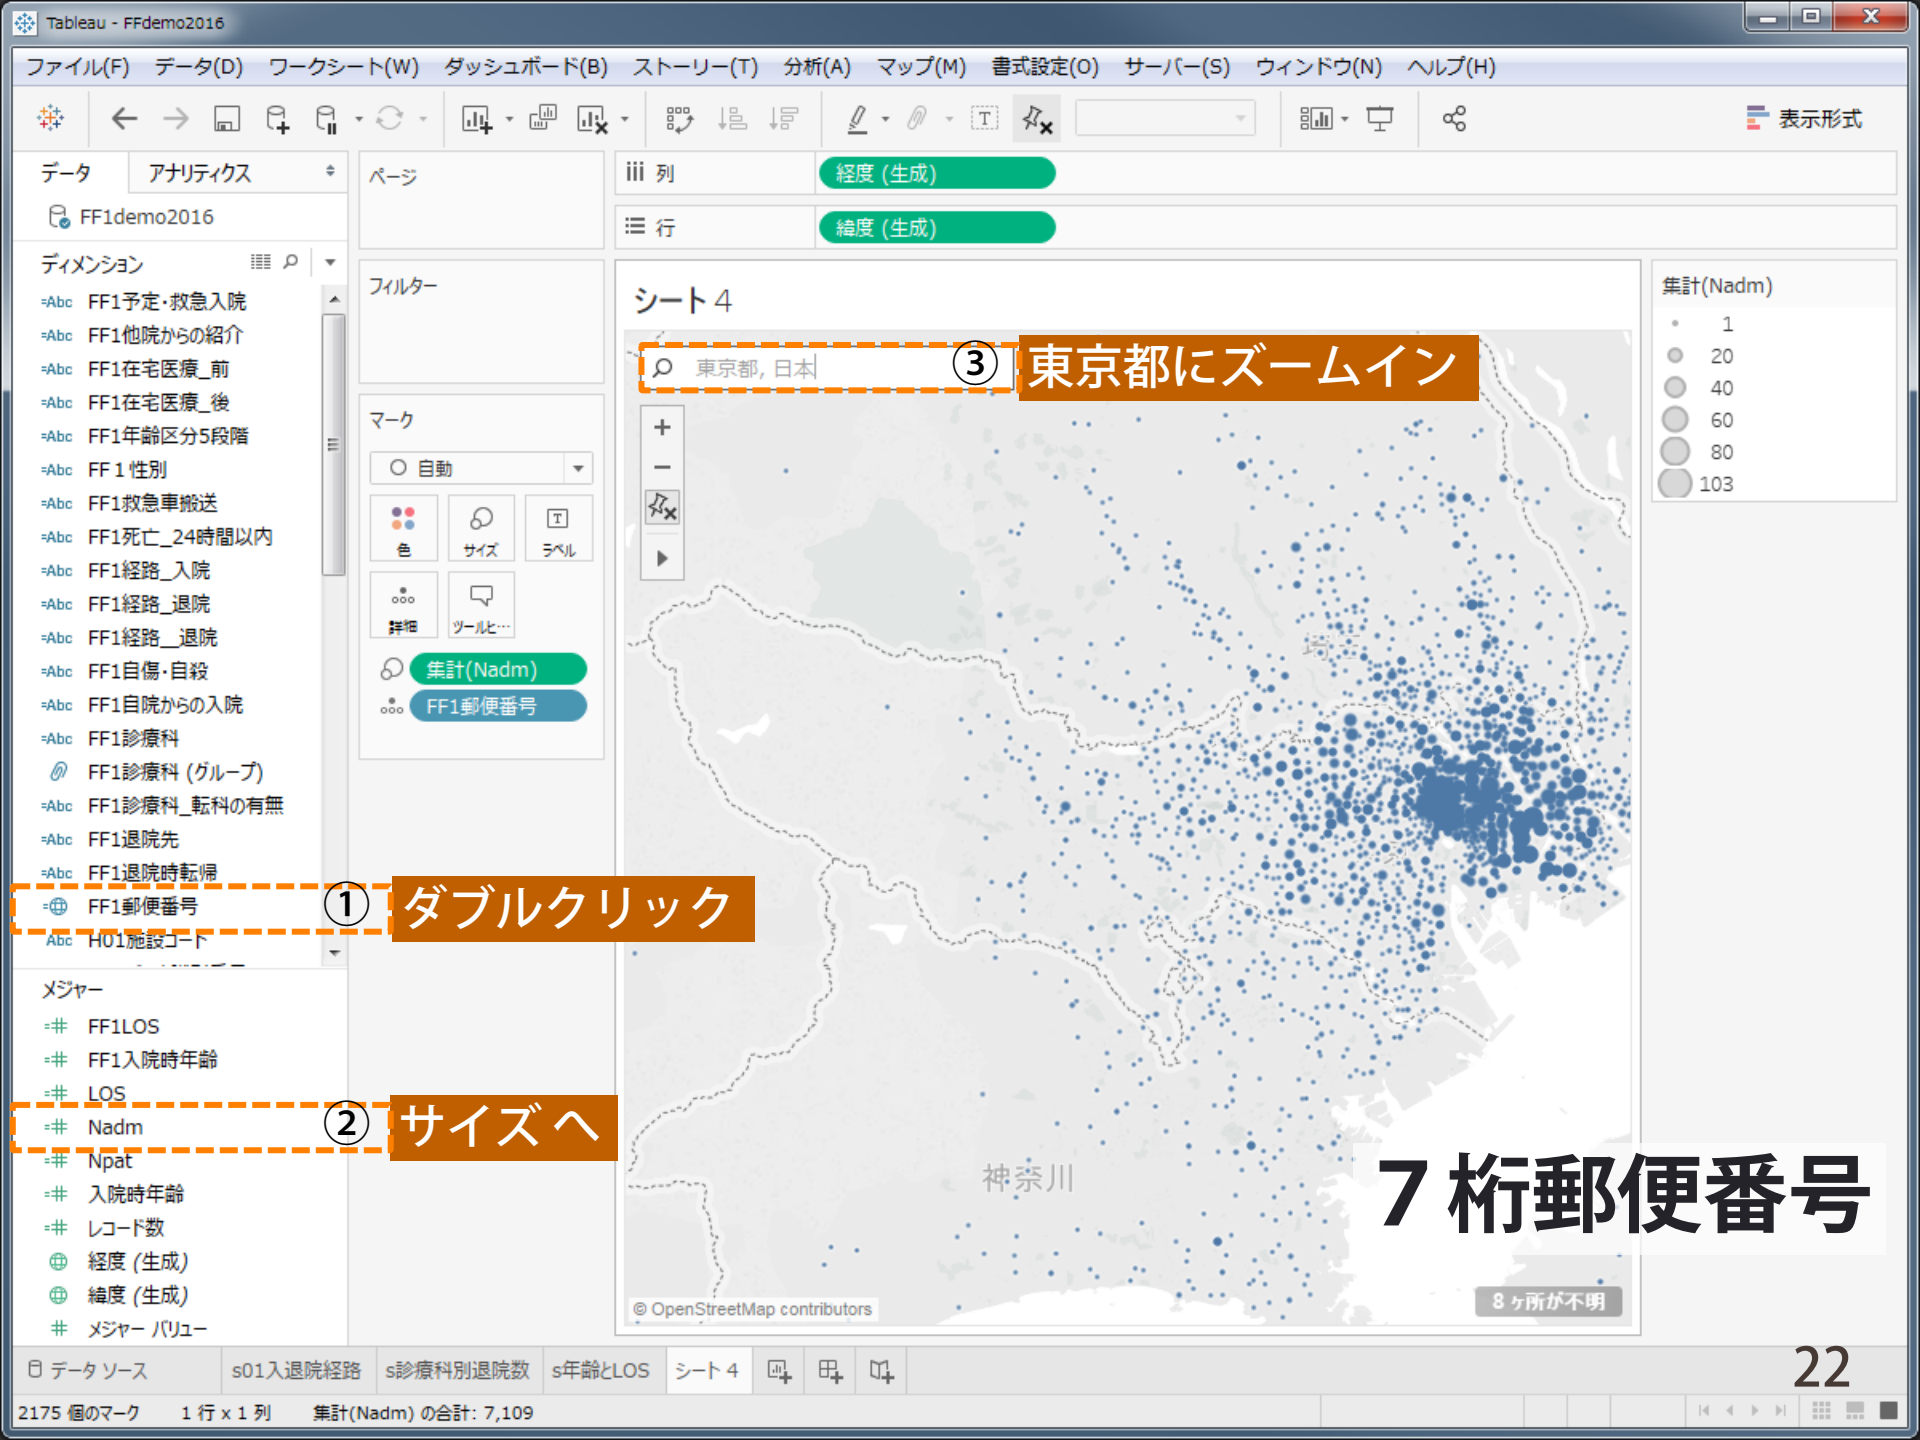 Tableau - FFdemo2016
ファイル(F) データ(D) ワークシート(W) ダッシュボード(B) ストーリー(T) 分析(A) マップ(M) 書式設定(O) サーバー(S) ウィンドウ(N) ヘルプ(H)
表示形式
データ アナリティクス
FF1demo2016
ディメンション
=Abc FF1予定・救急入院
=Abc FF1他院からの紹介
=Abc FF1在宅医療_前
=Abc FF1在宅医療_後
=Abc FF1年齢区分5段階
=Abc FF１性別
=Abc FF1救急車搬送
=Abc FF1死亡_24時間以内
=Abc FF1経路_入院
=Abc FF1経路_退院
=Abc FF1経路__退院
=Abc FF1自傷・自殺
=Abc FF1自院からの入院
=Abc FF1診療科
FF1診療科 (グループ)
=Abc FF1診療科_転科の有無
=Abc FF1退院先
=Abc FF1退院時転帰
FF1郵便番号
① ダブルクリック
Abc H01施設コード
メジャー
=# FF1LOS
=# FF1入院時年齢
=# LOS
=# Nadm
② サイズ へ
=# Npat
=# 入院時年齢
=# レコード数
経度 (生成)
緯度 (生成)
# メジャー バリュー
ページ
フィルター
マーク
自動
色 サイズ ラベル
詳細 ツールヒ…
集計(Nadm)
FF1郵便番号
列 経度 (生成)
行 緯度 (生成)
シート 4
東京都, 日本
③ 東京都にズームイン
神奈川
© OpenStreetMap contributors
8 ヶ所が不明
集計(Nadm)
1
20
40
60
80
103
７桁郵便番号
22
データ ソース s01入退院経路 s診療科別退院数 s年齢とLOS シート 4
2175 個のマーク 1 行 x 1 列 集計(Nadm) の合計: 7,109